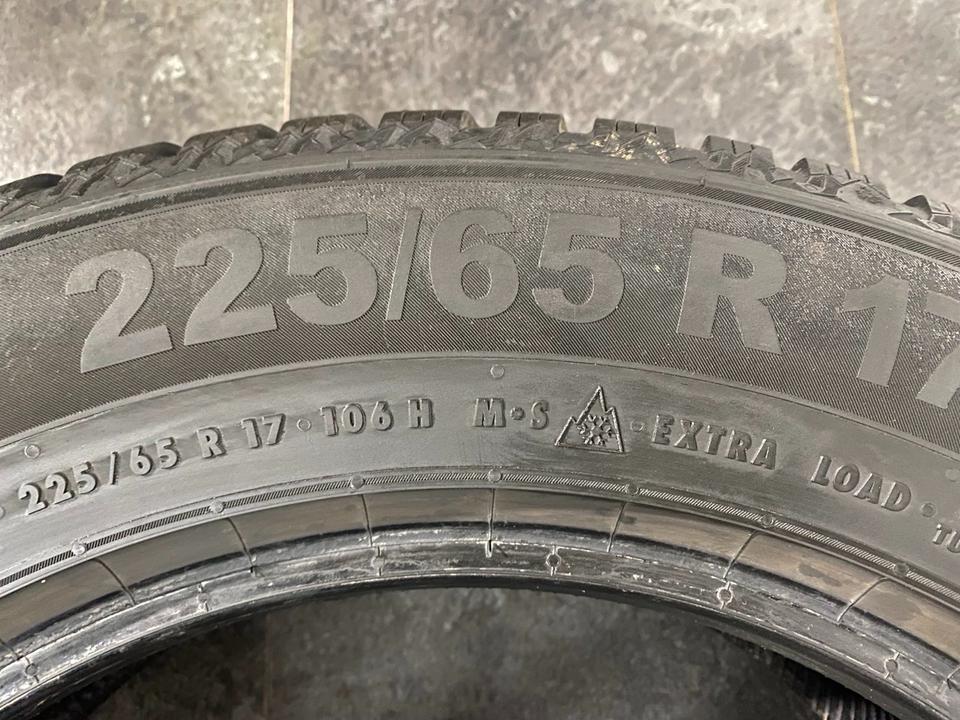 225/65 R 17
225/65 R 17 106 H M•S EXTRA LOAD